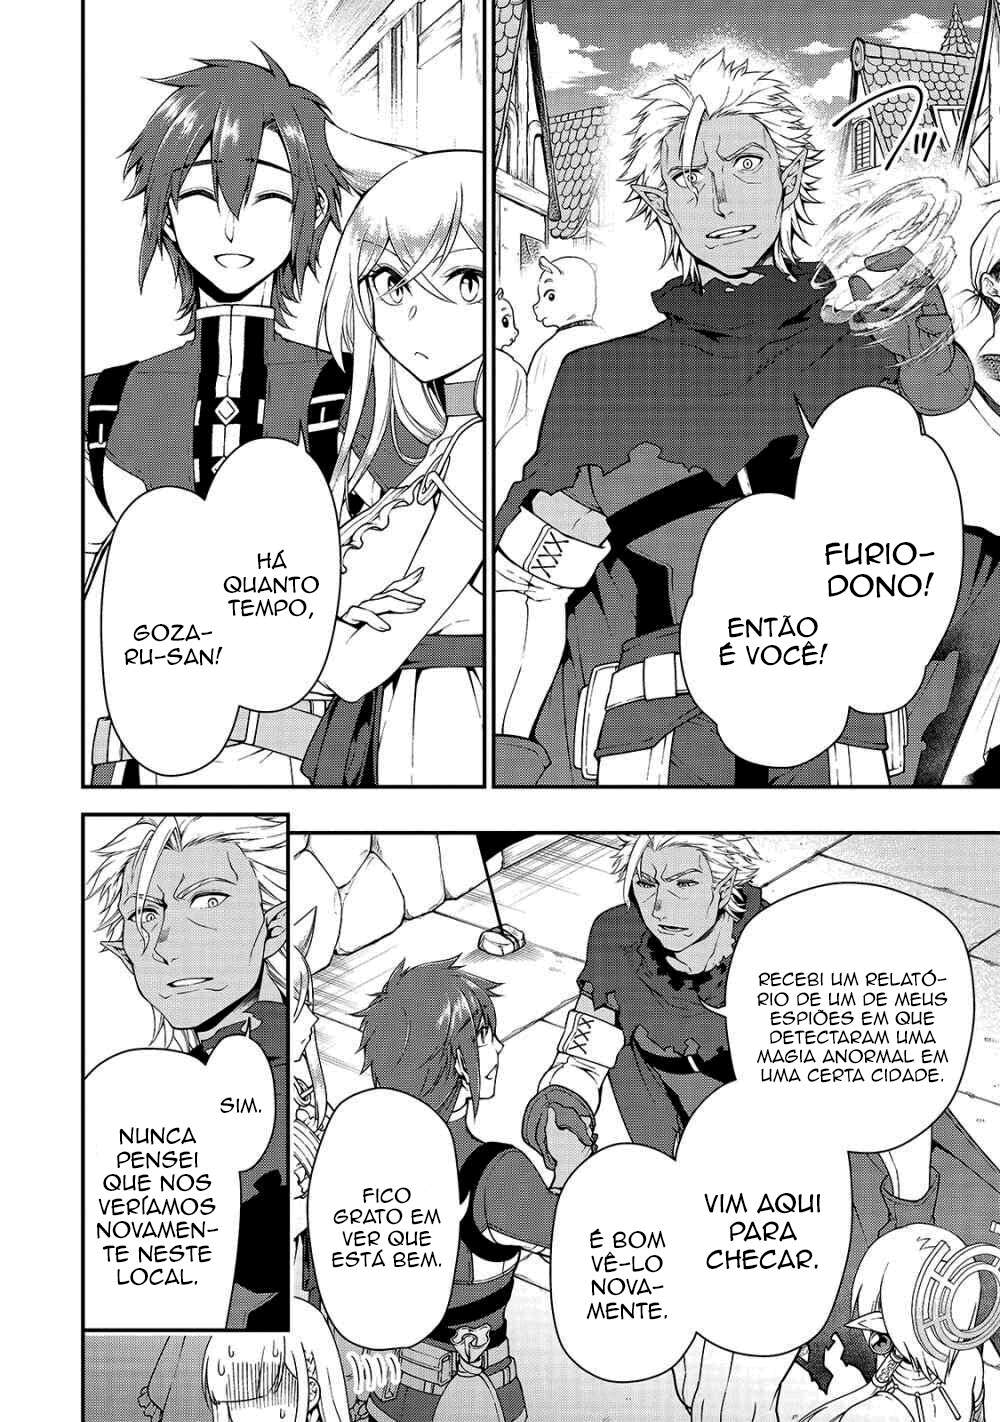 FURIO-
DONO!
ENTÃO
É VOCÊ!
フッ
HÁ
QUANTO
TEMPO,
GOZA-
RU-SAN!
RECEBI UM RELATÓ-
RIO DE UM DE MEUS
ESPIÕES EM QUE
DETECTARAM UMA
MAGIA ANORMAL EM
UMA CERTA CIDADE.
VIM AQUI
PARA
CHECAR.
É BOM
VÊ-LO
NOVA-
MENTE.
FICO
GRATO EM
VER QUE
ESTÁ BEM.
SIM.
NUNCA
PENSEI
QUE NOS
VERÍAMOS
NOVAMEN-
TE NESTE
LOCAL.